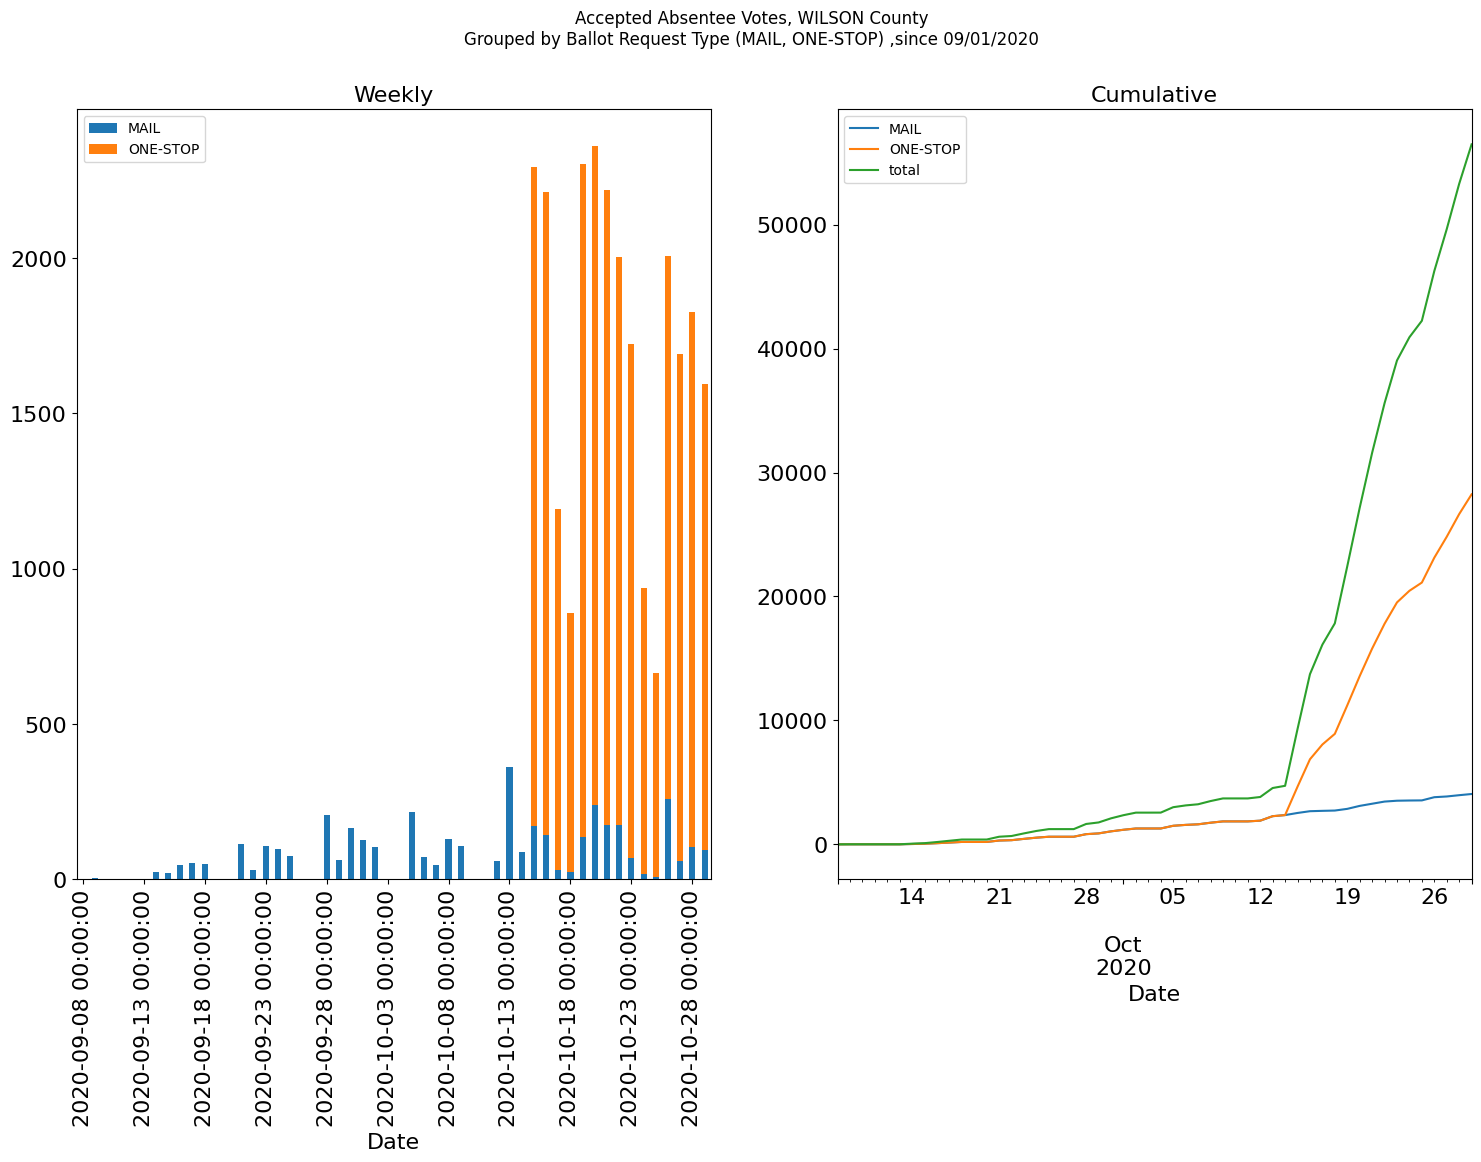 Accepted Absentee Votes, WILSON County
Grouped by Ballot Request Type (MAIL, ONE-STOP) ,since 09/01/2020
Weekly
MAIL
ONE-STOP
2000
1500
1000
500
0
2020-09-08 00:00:00
2020-09-13 00:00:00
2020-09-18 00:00:00
2020-09-23 00:00:00
2020-09-28 00:00:00
2020-10-03 00:00:00
2020-10-08 00:00:00
2020-10-13 00:00:00
2020-10-18 00:00:00
2020-10-23 00:00:00
2020-10-28 00:00:00
Date
Cumulative
MAIL
ONE-STOP
total
50000
40000
30000
20000
10000
0
14 21 28 05 12 19 26
Oct
2020
Date